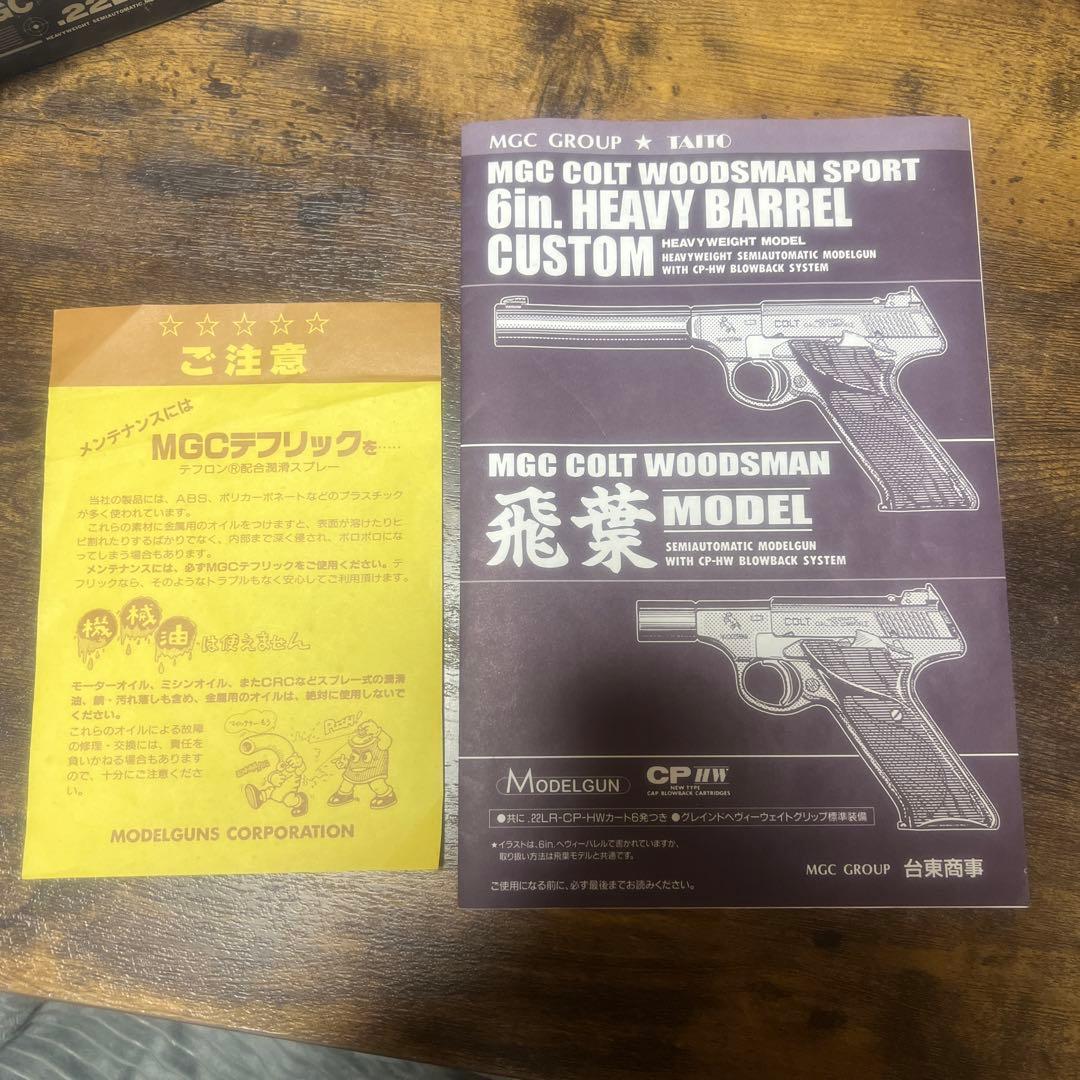 GC
.22
HEAVYWEIGHT SEMIAUTOMATIC
☆☆☆☆☆
ご注意
メンテナンスには
MGCテフリックを……
テフロン®配合潤滑スプレー
当社の製品には、ABS、ポリカーボネートなどのプラスチック
が多く使われています。
これらの素材に金属用のオイルをつけますと、表面が溶けたりヒ
ビ割れたりするばかりでなく、内部まで深く侵され、ボロボロにな
ってしまう場合もあります。
メンテナンスには、必ずMGCテフリックをご使用ください。テ
フリックなら、そのようなトラブルもなく安心してご利用頂けます。
機械油は使えません
モーターオイル、ミシンオイル、またCRCなどスプレー式の潤滑
油、錆・汚れ落しも含め、金属用のオイルは、絶対に使用しないで
ください。
これらのオイルによる故障
の修理・交換には、責任を
負いかねる場合もあります
ので、十分にご注意くださ
い。
MODELGUNS CORPORATION
MGC GROUP ★ TAITO
MGC COLT WOODSMAN SPORT
6in. HEAVY BARREL
CUSTOM
HEAVYWEIGHT MODEL
HEAVYWEIGHT SEMIAUTOMATIC MODELGUN
WITH CP-HW BLOWBACK SYSTEM
COLT
MGC COLT WOODSMAN
飛葉 MODEL
SEMIAUTOMATIC MODELGUN
WITH CP-HW BLOWBACK SYSTEM
COLT
MODELGUN
CP HW
NEW TYPE
CAP BLOWBACK CARTRIDGES
●共に .22LR-CP-HWカート6発つき ●グレインドヘヴィーウェイトグリップ標準装備
★イラストは、6in.ヘヴィーバレルで書かれていますが、
取り扱い方法は飛葉モデルと共通です。
MGC GROUP 台東商事
ご使用になる前に、必ず最後までお読みください。